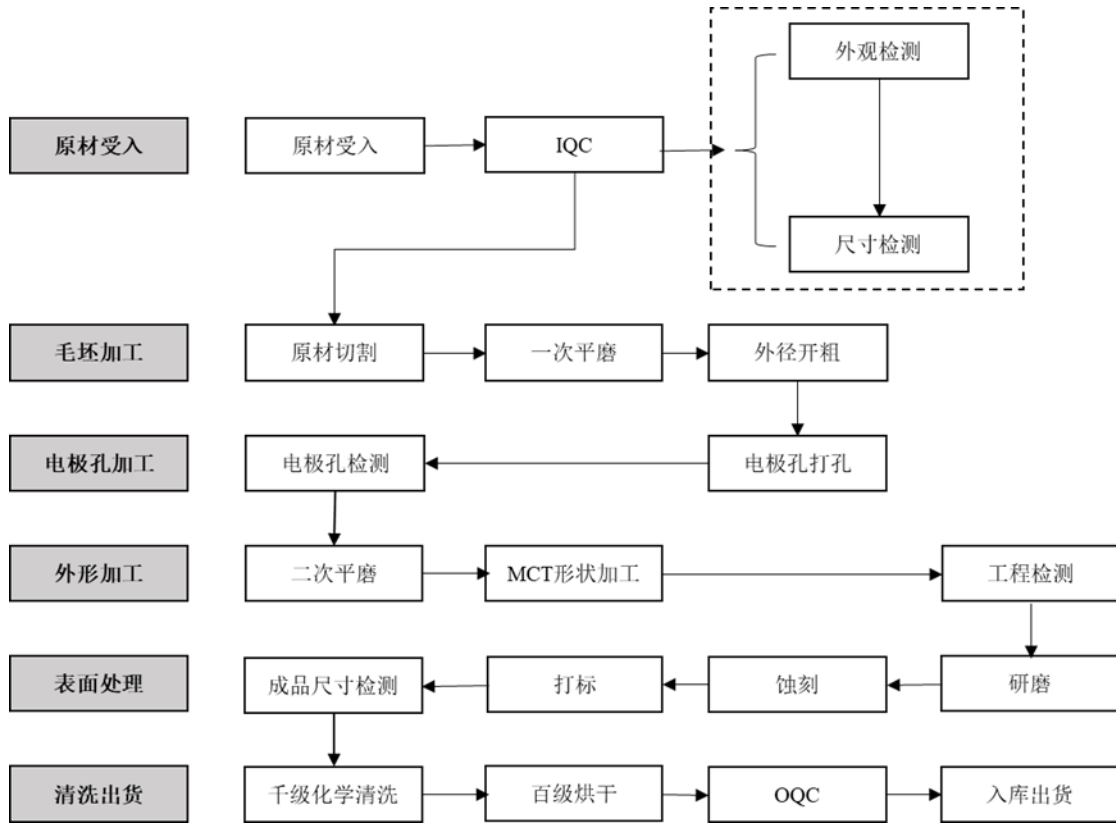 外观检测
原材受入
原材受入
IQC
尺寸检测
毛坯加工
原材切割
一次平磨
外径开粗
电极孔加工
电极孔检测
电极孔打孔
外形加工
二次平磨
MCT形状加工
工程检测
表面处理
成品尺寸检测
打标
蚀刻
研磨
清洗出货
千级化学清洗
百级烘干
OQC
入库出货